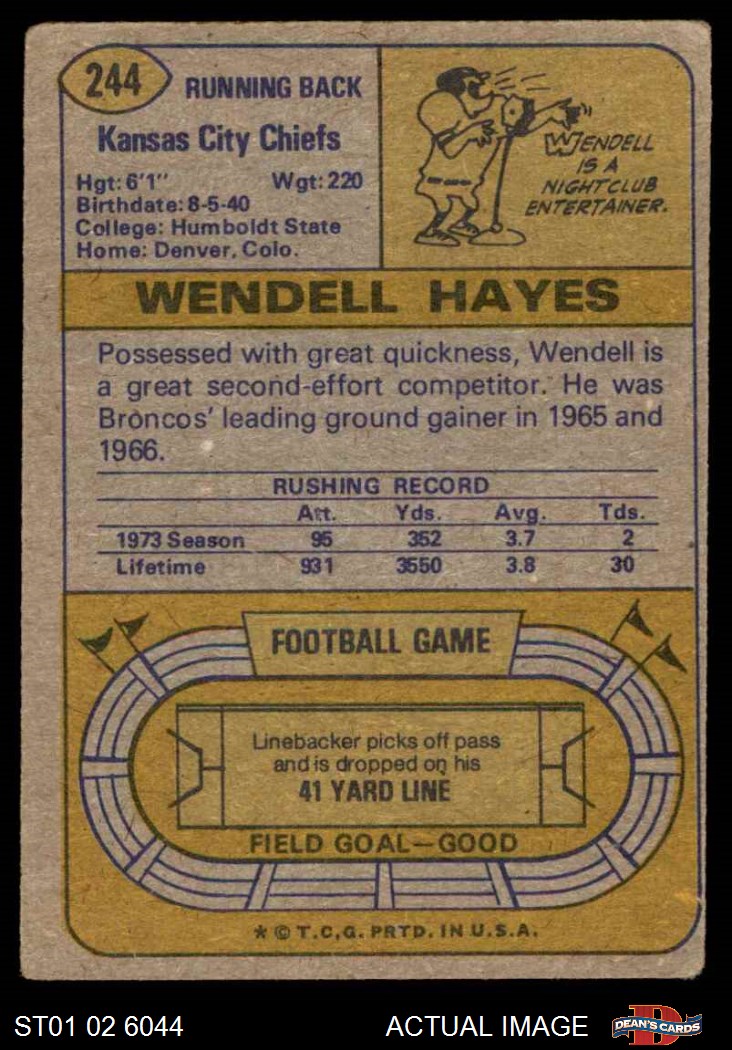 244
RUNNING BACK
Kansas City Chiefs
Hgt: 6'1" Wgt: 220
Birthdate: 8-5-40
College: Humboldt State
Home: Denver, Colo.
WENDELL
IS A
NIGHTCLUB
ENTERTAINER.
WENDELL HAYES
Possessed with great quickness, Wendell is
a great second-effort competitor. He was
Broncos' leading ground gainer in 1965 and
1966.
RUSHING RECORD
Att. Yds. Avg. Tds.
1973 Season 95 352 3.7 2
Lifetime 931 3550 3.8 30
FOOTBALL GAME
Linebacker picks off pass
and is dropped on his
41 YARD LINE
FIELD GOAL—GOOD
* © T.C.G. PRTD. IN U.S.A.
ST01 02 6044 ACTUAL IMAGE
D
DEAN'S CARDS